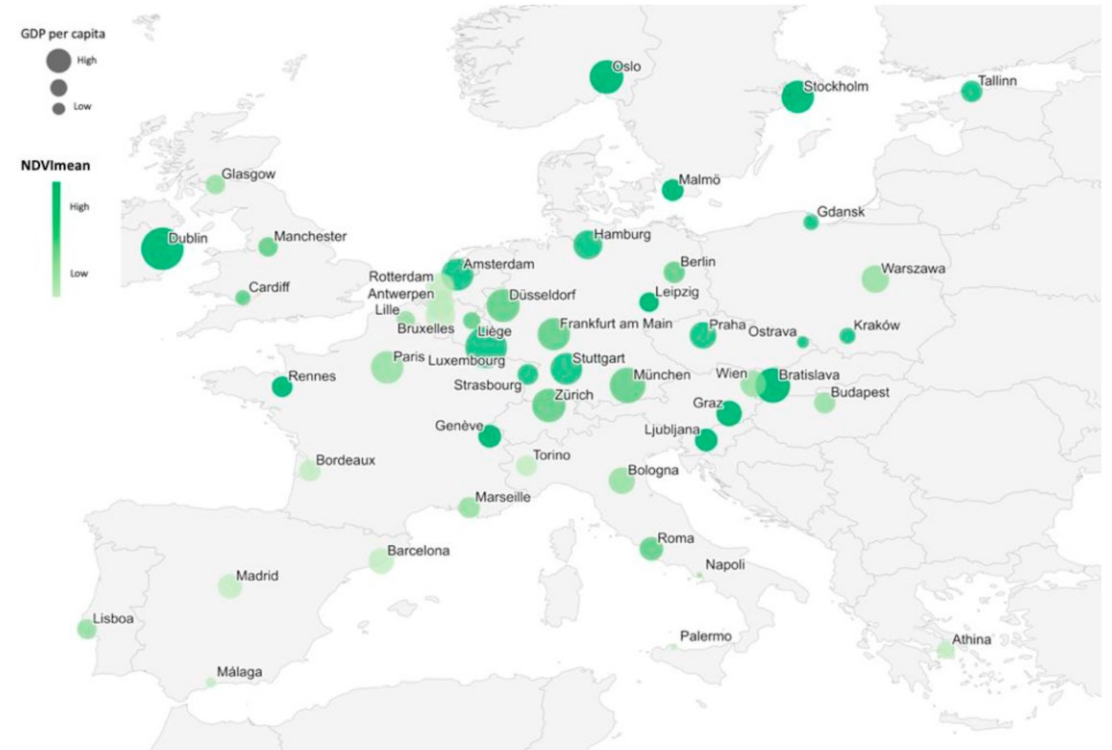 GDP per capita
High
Low
NDVImean
High
Low
Oslo
Stockholm
Tallinn
Glasgow
Malmö
Dublin
Manchester
Gdansk
Hamburg
Amsterdam
Berlin
Warszawa
Rotterdam
Cardiff
Antwerpen
Düsseldorf
Leipzig
Lille
Bruxelles
Liège
Frankfurt am Main
Praha
Ostrava
Kraków
Paris
Luxembourg
Stuttgart
Rennes
Strasbourg
München
Wien
Bratislava
Zürich
Budapest
Graz
Genève
Ljubljana
Bordeaux
Torino
Bologna
Marseille
Barcelona
Roma
Madrid
Napoli
Lisboa
Palermo
Athina
Málaga